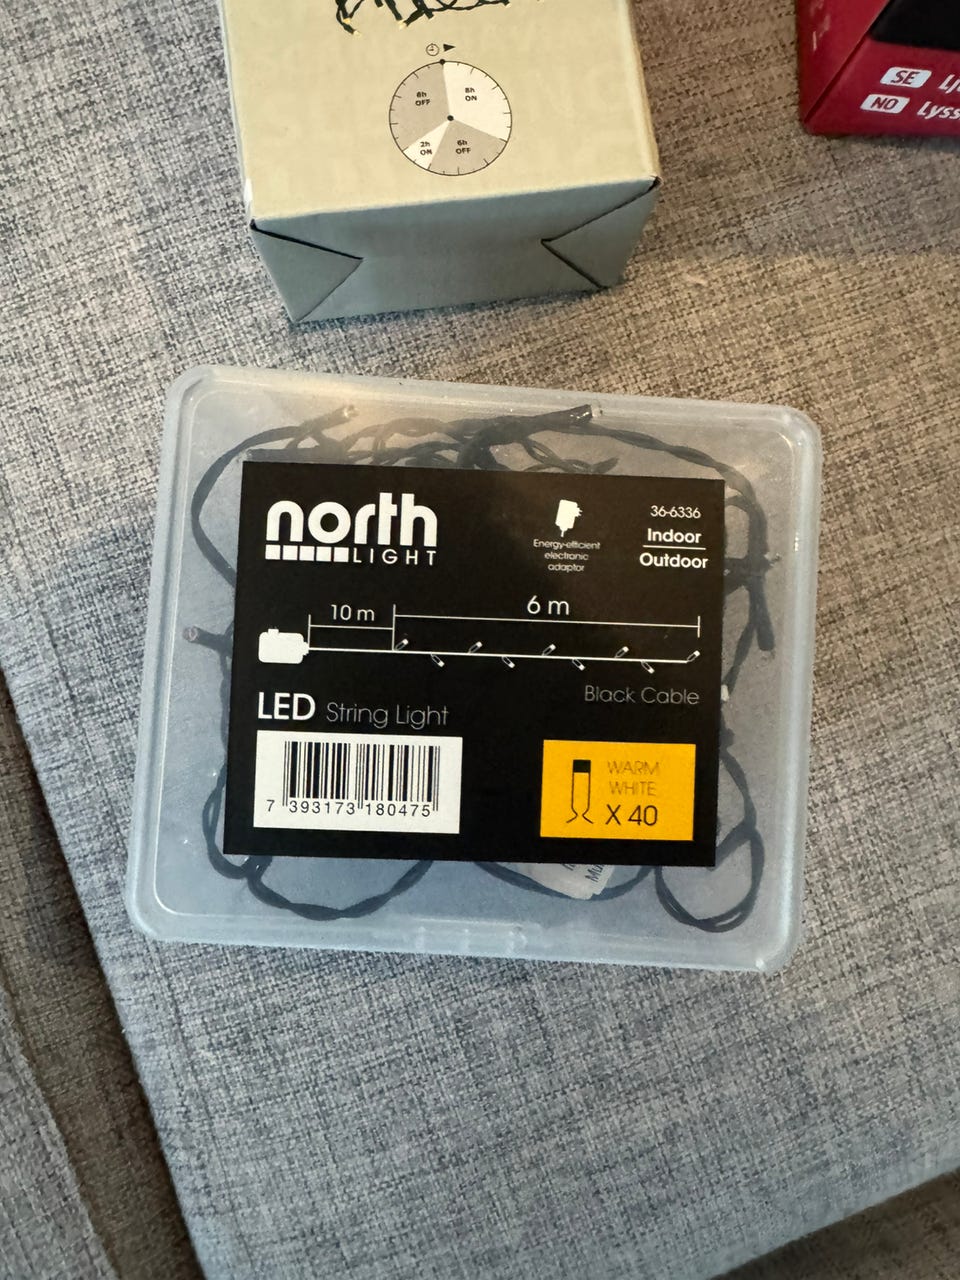 8h
ON
6h
OFF
2h
ON
6h
OFF
SE
NO
north
LIGHT
Energy-efficient
electronic
adaptor
36-6336
Indoor
Outdoor
10 m
6 m
Black Cable
LED String Light
7 393173 180475
WARM
WHITE
X 40